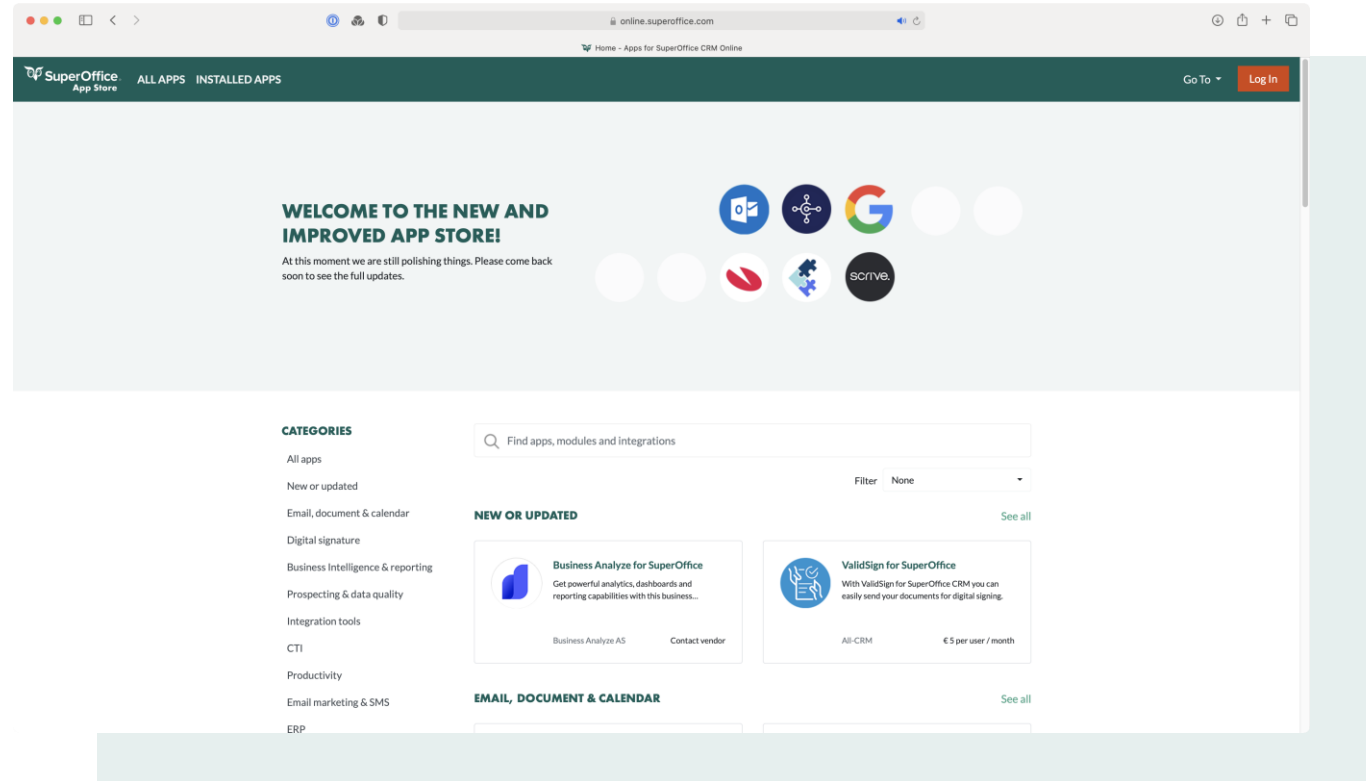 online.superoffice.com
Home - Apps for SuperOffice CRM Online
SuperOffice
App Store
ALL APPS INSTALLED APPS
Go To
Log In
WELCOME TO THE NEW AND
IMPROVED APP STORE!
At this moment we are still polishing things. Please come back
soon to see the full updates.
scrive.
CATEGORIES
All apps
New or updated
Email, document & calendar
Digital signature
Business Intelligence & reporting
Prospecting & data quality
Integration tools
CTI
Productivity
Email marketing & SMS
ERP
Find apps, modules and integrations
Filter None
NEW OR UPDATED
See all
Business Analyze for SuperOffice
Get powerful analytics, dashboards and
reporting capabilities with this business...
Business Analyze AS Contact vendor
ValidSign for SuperOffice
With ValidSign for SuperOffice CRM you can
easily send your documents for digital signing.
All-CRM € 5 per user / month
EMAIL, DOCUMENT & CALENDAR
See all